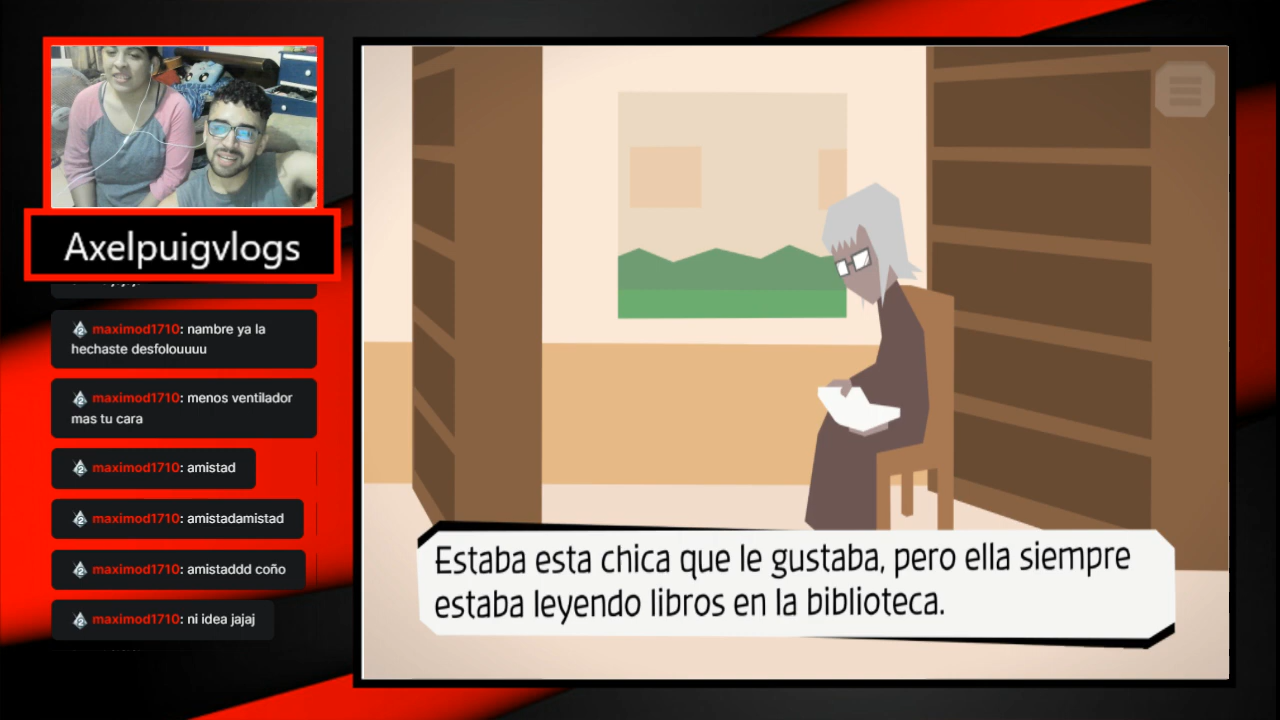 Axelpuigvlogs
maximod1710: nambre ya la
hechaste desfolouuuu
maximod1710: menos ventilador
mas tu cara
maximod1710: amistad
maximod1710: amistadamistad
maximod1710: amistaddd coño
maximod1710: ni idea jajaj
Estaba esta chica que le gustaba, pero ella siempre
estaba leyendo libros en la biblioteca.